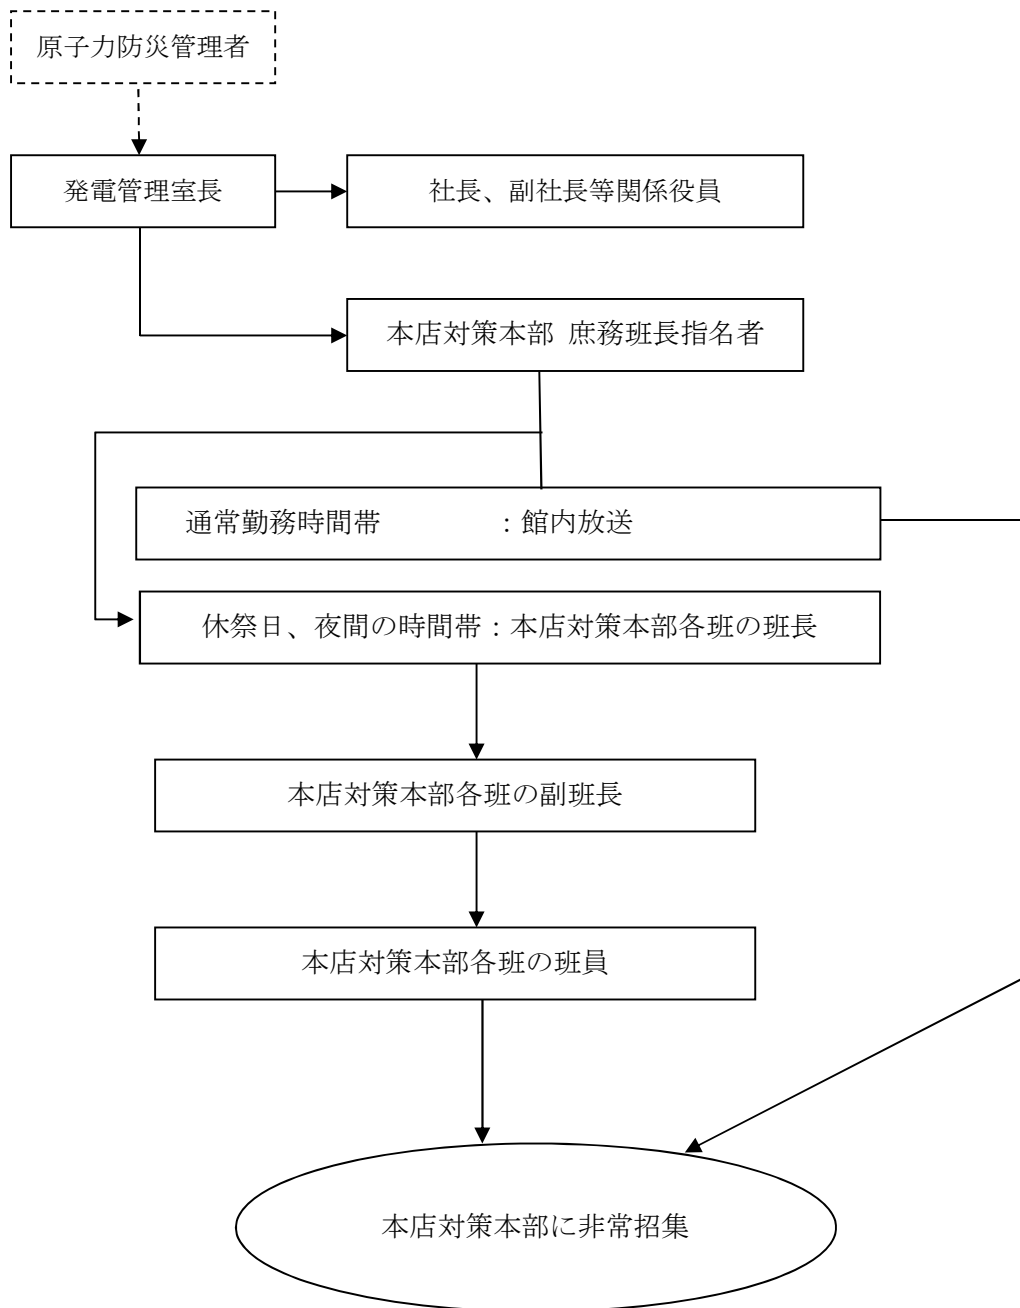 原子力防災管理者
発電管理室長
社長、副社長等関係役員
本店対策本部 庶務班長指名者
通常勤務時間帯　　　　：館内放送
休祭日、夜間の時間帯：本店対策本部各班の班長
本店対策本部各班の副班長
本店対策本部各班の班員
本店対策本部に非常招集